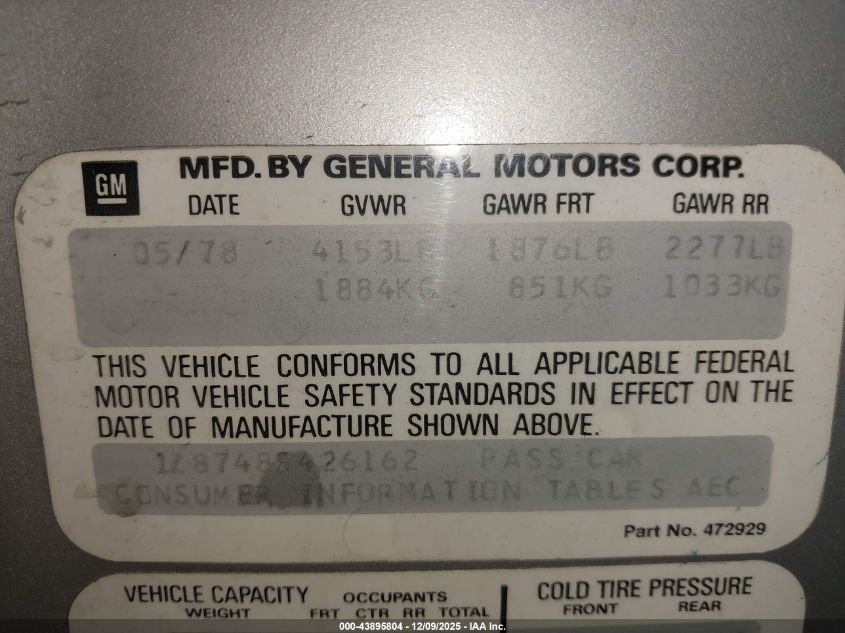 GM
MFD. BY GENERAL MOTORS CORP.
DATE GVWR GAWR FRT GAWR RR
05/78 4153LB 1876LB 2277LB
1884KG 851KG 1033KG
THIS VEHICLE CONFORMS TO ALL APPLICABLE FEDERAL
MOTOR VEHICLE SAFETY STANDARDS IN EFFECT ON THE
DATE OF MANUFACTURE SHOWN ABOVE.
1Z8748S426162 PASS CAR
CONSUMER INFORMATION TABLES AEC
Part No. 472929
VEHICLE CAPACITY OCCUPANTS COLD TIRE PRESSURE
WEIGHT FRT CTR RR TOTAL FRONT REAR
000-43895804 - 12/09/2025 - IAA Inc.